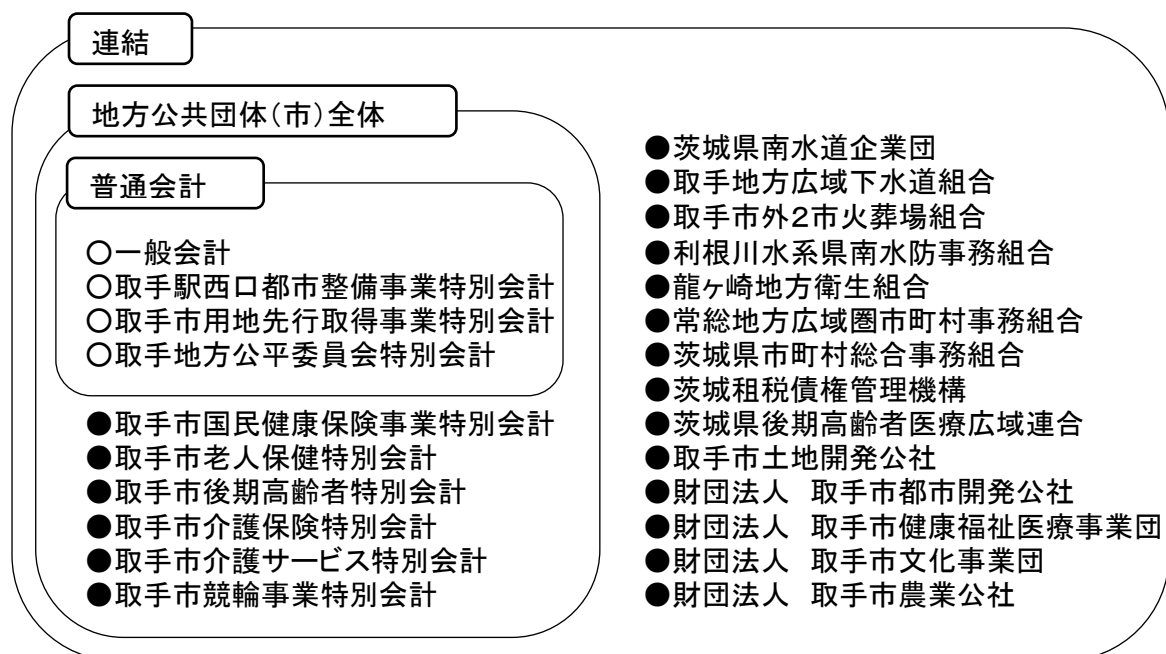 連結
地方公共団体(市)全体
普通会計
○一般会計
○取手駅西口都市整備事業特別会計
○取手市用地先行取得事業特別会計
○取手地方公平委員会特別会計
●取手市国民健康保険事業特別会計
●取手市老人保健特別会計
●取手市後期高齢者特別会計
●取手市介護保険特別会計
●取手市介護サービス特別会計
●取手市競輪事業特別会計
●茨城県南水道企業団
●取手地方広域下水道組合
●取手市外2市火葬場組合
●利根川水系県南水防事務組合
●龍ヶ崎地方衛生組合
●常総地方広域圏市町村事務組合
●茨城県市町村総合事務組合
●茨城租税債権管理機構
●茨城県後期高齢者医療広域連合
●取手市土地開発公社
●財団法人 取手市都市開発公社
●財団法人 取手市健康福祉医療事業団
●財団法人 取手市文化事業団
●財団法人 取手市農業公社